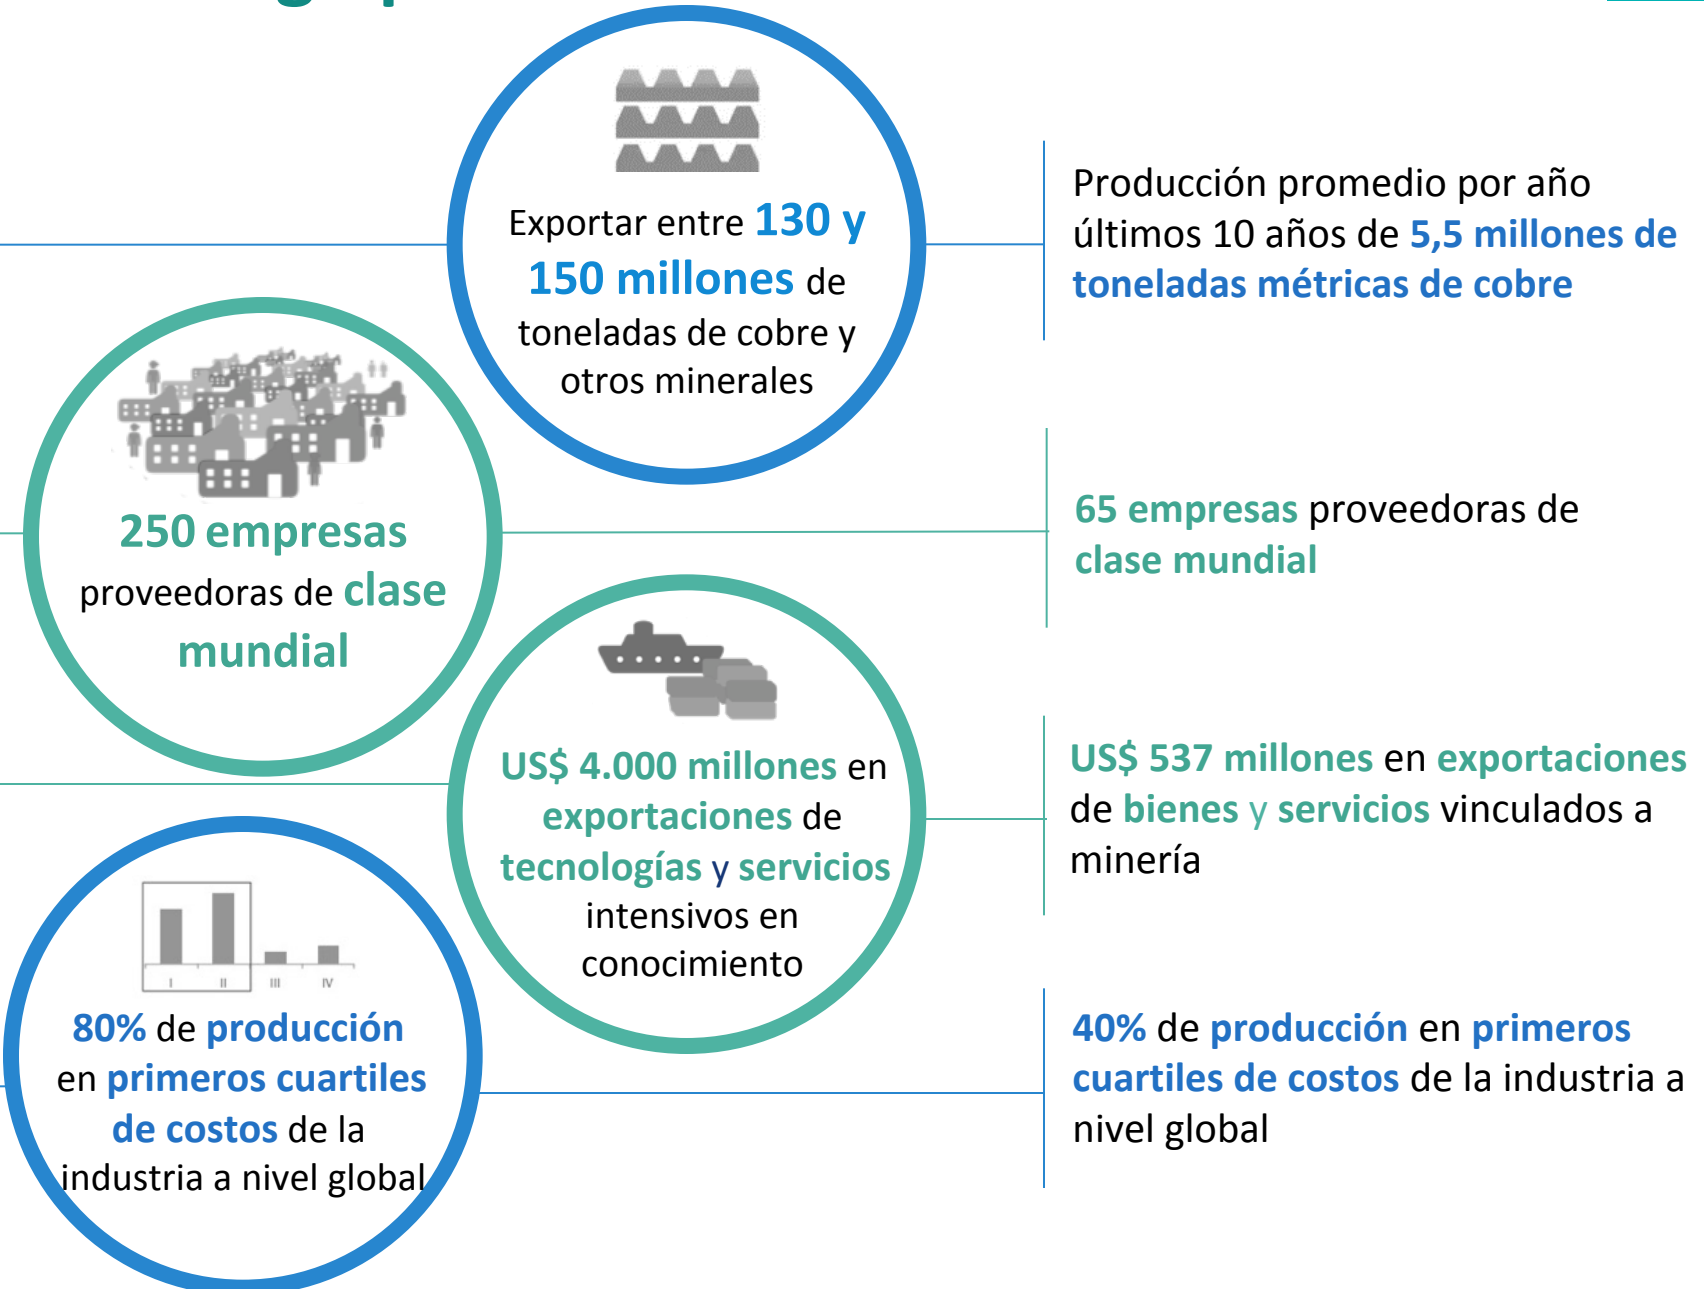 Exportar entre 130 y
150 millones de
toneladas de cobre y
otros minerales
Producción promedio por año
últimos 10 años de 5,5 millones de
toneladas métricas de cobre
250 empresas
proveedoras de clase
mundial
65 empresas proveedoras de
clase mundial
US$ 4.000 millones en
exportaciones de
tecnologías y servicios
intensivos en
conocimiento
US$ 537 millones en exportaciones
de bienes y servicios vinculados a
minería
I II III IV
80% de producción
en primeros cuartiles
de costos de la
industria a nivel global
40% de producción en primeros
cuartiles de costos de la industria a
nivel global